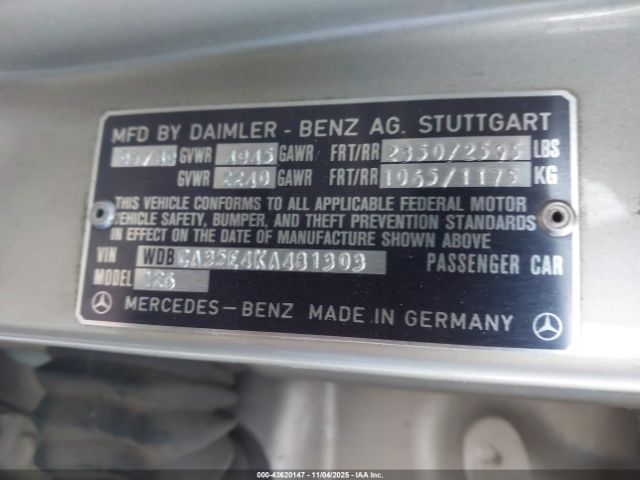 MFD BY DAIMLER - BENZ AG. STUTTGART
GVWR 4945 GAWR FRT/RR 2350/2595 LBS
GVWR 2240 GAWR FRT/RR 1065/1175 KG
THIS VEHICLE CONFORMS TO ALL APPLICABLE FEDERAL MOTOR
VEHICLE SAFETY, BUMPER, AND THEFT PREVENTION STANDARDS
IN EFFECT ON THE DATE OF MANUFACTURE SHOWN ABOVE
VIN WDB CA35E4KA481303 PASSENGER CAR
MODEL 126
MERCEDES-BENZ MADE IN GERMANY
000-43620147 - 11/04/2025 - IAAI.com